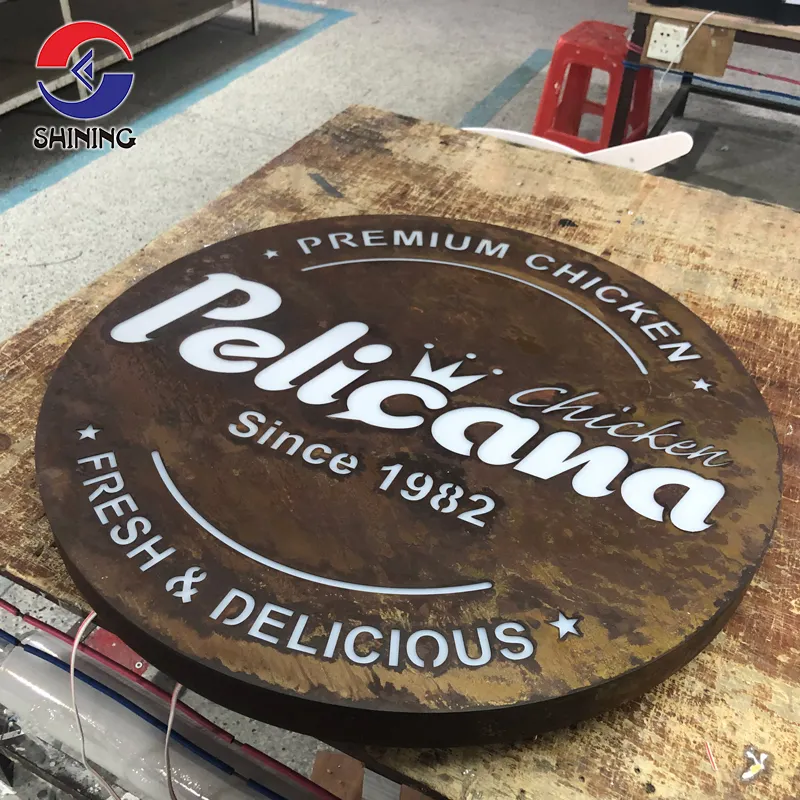 SHINING
PREMIUM CHICKEN
Pelicana
Chicken
Since 1982
FRESH & DELICIOUS